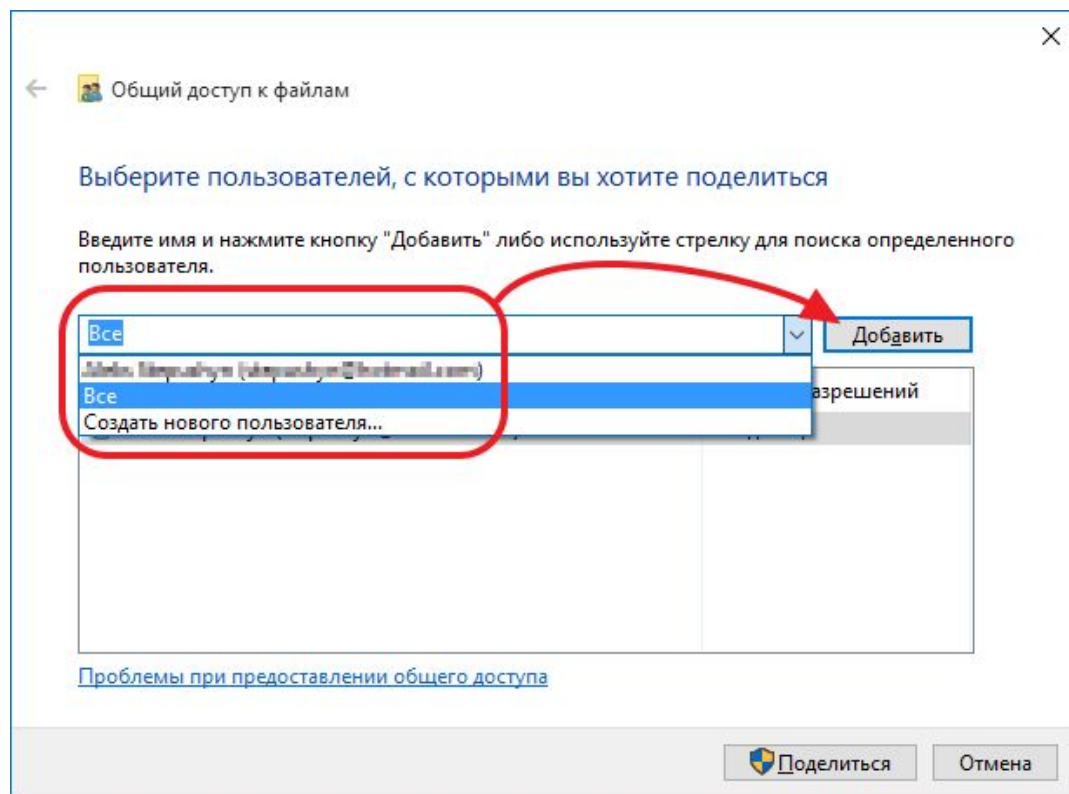 Общий доступ к файлам
Выберите пользователей, с которыми вы хотите поделиться
Введите имя и нажмите кнопку "Добавить" либо используйте стрелку для поиска определенного
пользователя.
Все
Добавить
Все
азрешений
Создать нового пользователя...
Проблемы при предоставлении общего доступа
Поделиться
Отмена